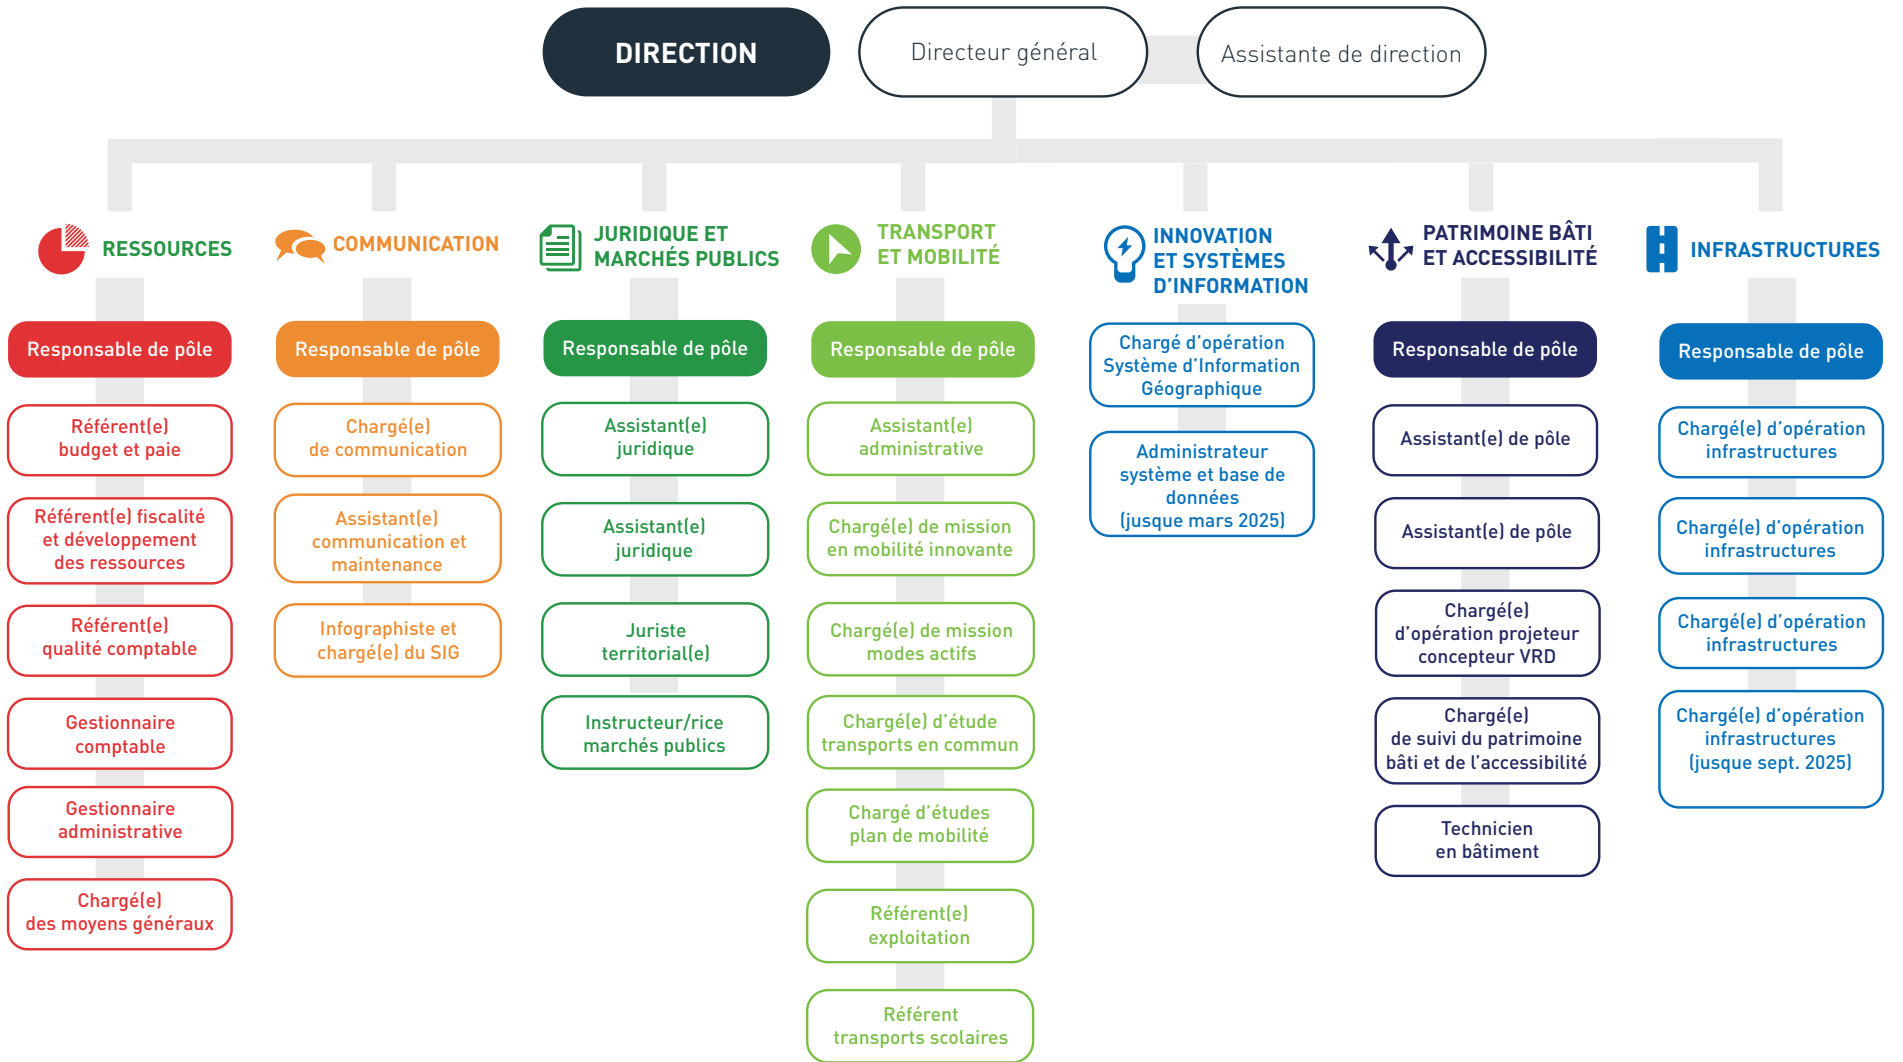 DIRECTION
Directeur général
Assistante de direction
RESSOURCES
Responsable de pôle
Référent(e)
budget et paie
Référent(e) fiscalité
et développement
des ressources
Référent(e)
qualité comptable
Gestionnaire
comptable
Gestionnaire
administrative
Chargé(e)
des moyens généraux
COMMUNICATION
Responsable de pôle
Chargé(e)
de communication
Assistant(e)
communication et
maintenance
Infographiste et
chargé(e) du SIG
JURIDIQUE ET
MARCHÉS PUBLICS
Responsable de pôle
Assistant(e)
juridique
Assistant(e)
juridique
Juriste
territorial(e)
Instructeur/rice
marchés publics
TRANSPORT
ET MOBILITÉ
Responsable de pôle
Assistant(e)
administrative
Chargé(e) de mission
en mobilité innovante
Chargé(e) de mission
modes actifs
Chargé(e) d'étude
transports en commun
Chargé d'études
plan de mobilité
Référent(e)
exploitation
Référent
transports scolaires
INNOVATION
ET SYSTÈMES
D'INFORMATION
Chargé d'opération
Système d'Information
Géographique
Administrateur
système et base de
données
(jusque mars 2025)
PATRIMOINE BÂTI
ET ACCESSIBILITÉ
Responsable de pôle
Assistant(e) de pôle
Assistant(e) de pôle
Chargé(e)
d'opération projeteur
concepteur VRD
Chargé(e)
de suivi du patrimoine
bâti et de l'accessibilité
Technicien
en bâtiment
INFRASTRUCTURES
Responsable de pôle
Chargé(e) d'opération
infrastructures
Chargé(e) d'opération
infrastructures
Chargé(e) d'opération
infrastructures
Chargé(e) d'opération
infrastructures
(jusque sept. 2025)